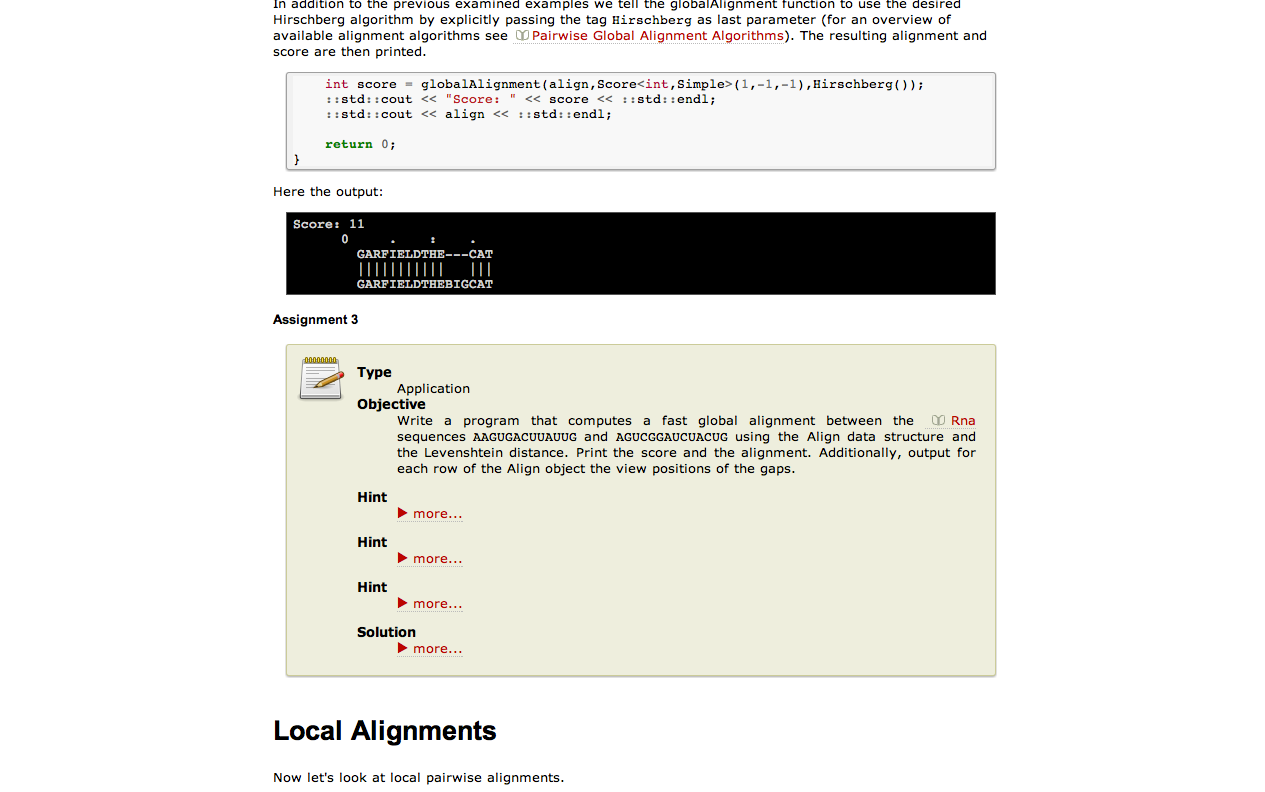 In addition to the previous examined examples we tell the globalAlignment function to use the desired
Hirschberg algorithm by explicitly passing the tag Hirschberg as last parameter (for an overview of
available alignment algorithms see Pairwise Global Alignment Algorithms). The resulting alignment and
score are then printed.
    int score = globalAlignment(align,Score<int,Simple>(1,-1,-1),Hirschberg());
    ::std::cout << "Score: " << score << ::std::endl;
    ::std::cout << align << ::std::endl;
    return 0;
}
Here the output:
Score: 11
      0     .    :    .
        GARFIELDTHE---CAT
        |||||||||||   |||
        GARFIELDTHEBIGCAT
Assignment 3
Type
Application
Objective
Write a program that computes a fast global alignment between the Rna
sequences AAGUGACUUAUUG and AGUCGGAUCUACUG using the Align data structure and
the Levenshtein distance. Print the score and the alignment. Additionally, output for
each row of the Align object the view positions of the gaps.
Hint
more...
Hint
more...
Hint
more...
Solution
more...
Local Alignments
Now let's look at local pairwise alignments.